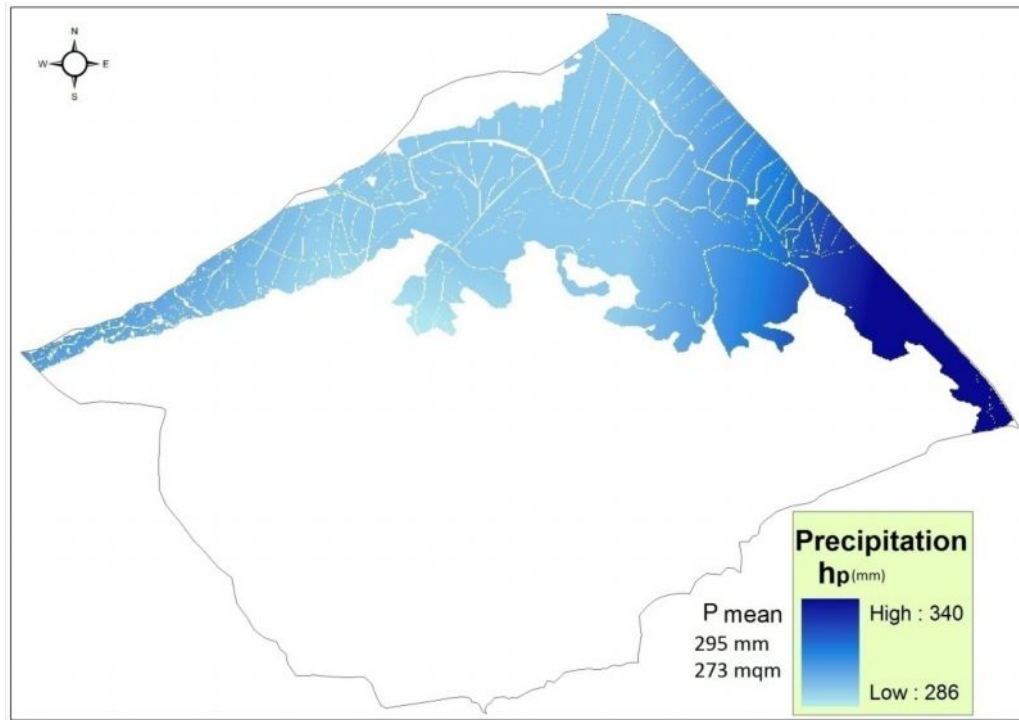 N
W E
S
Precipitation
hp (mm)
High : 340
Low : 286
P mean
295 mm
273 mqm